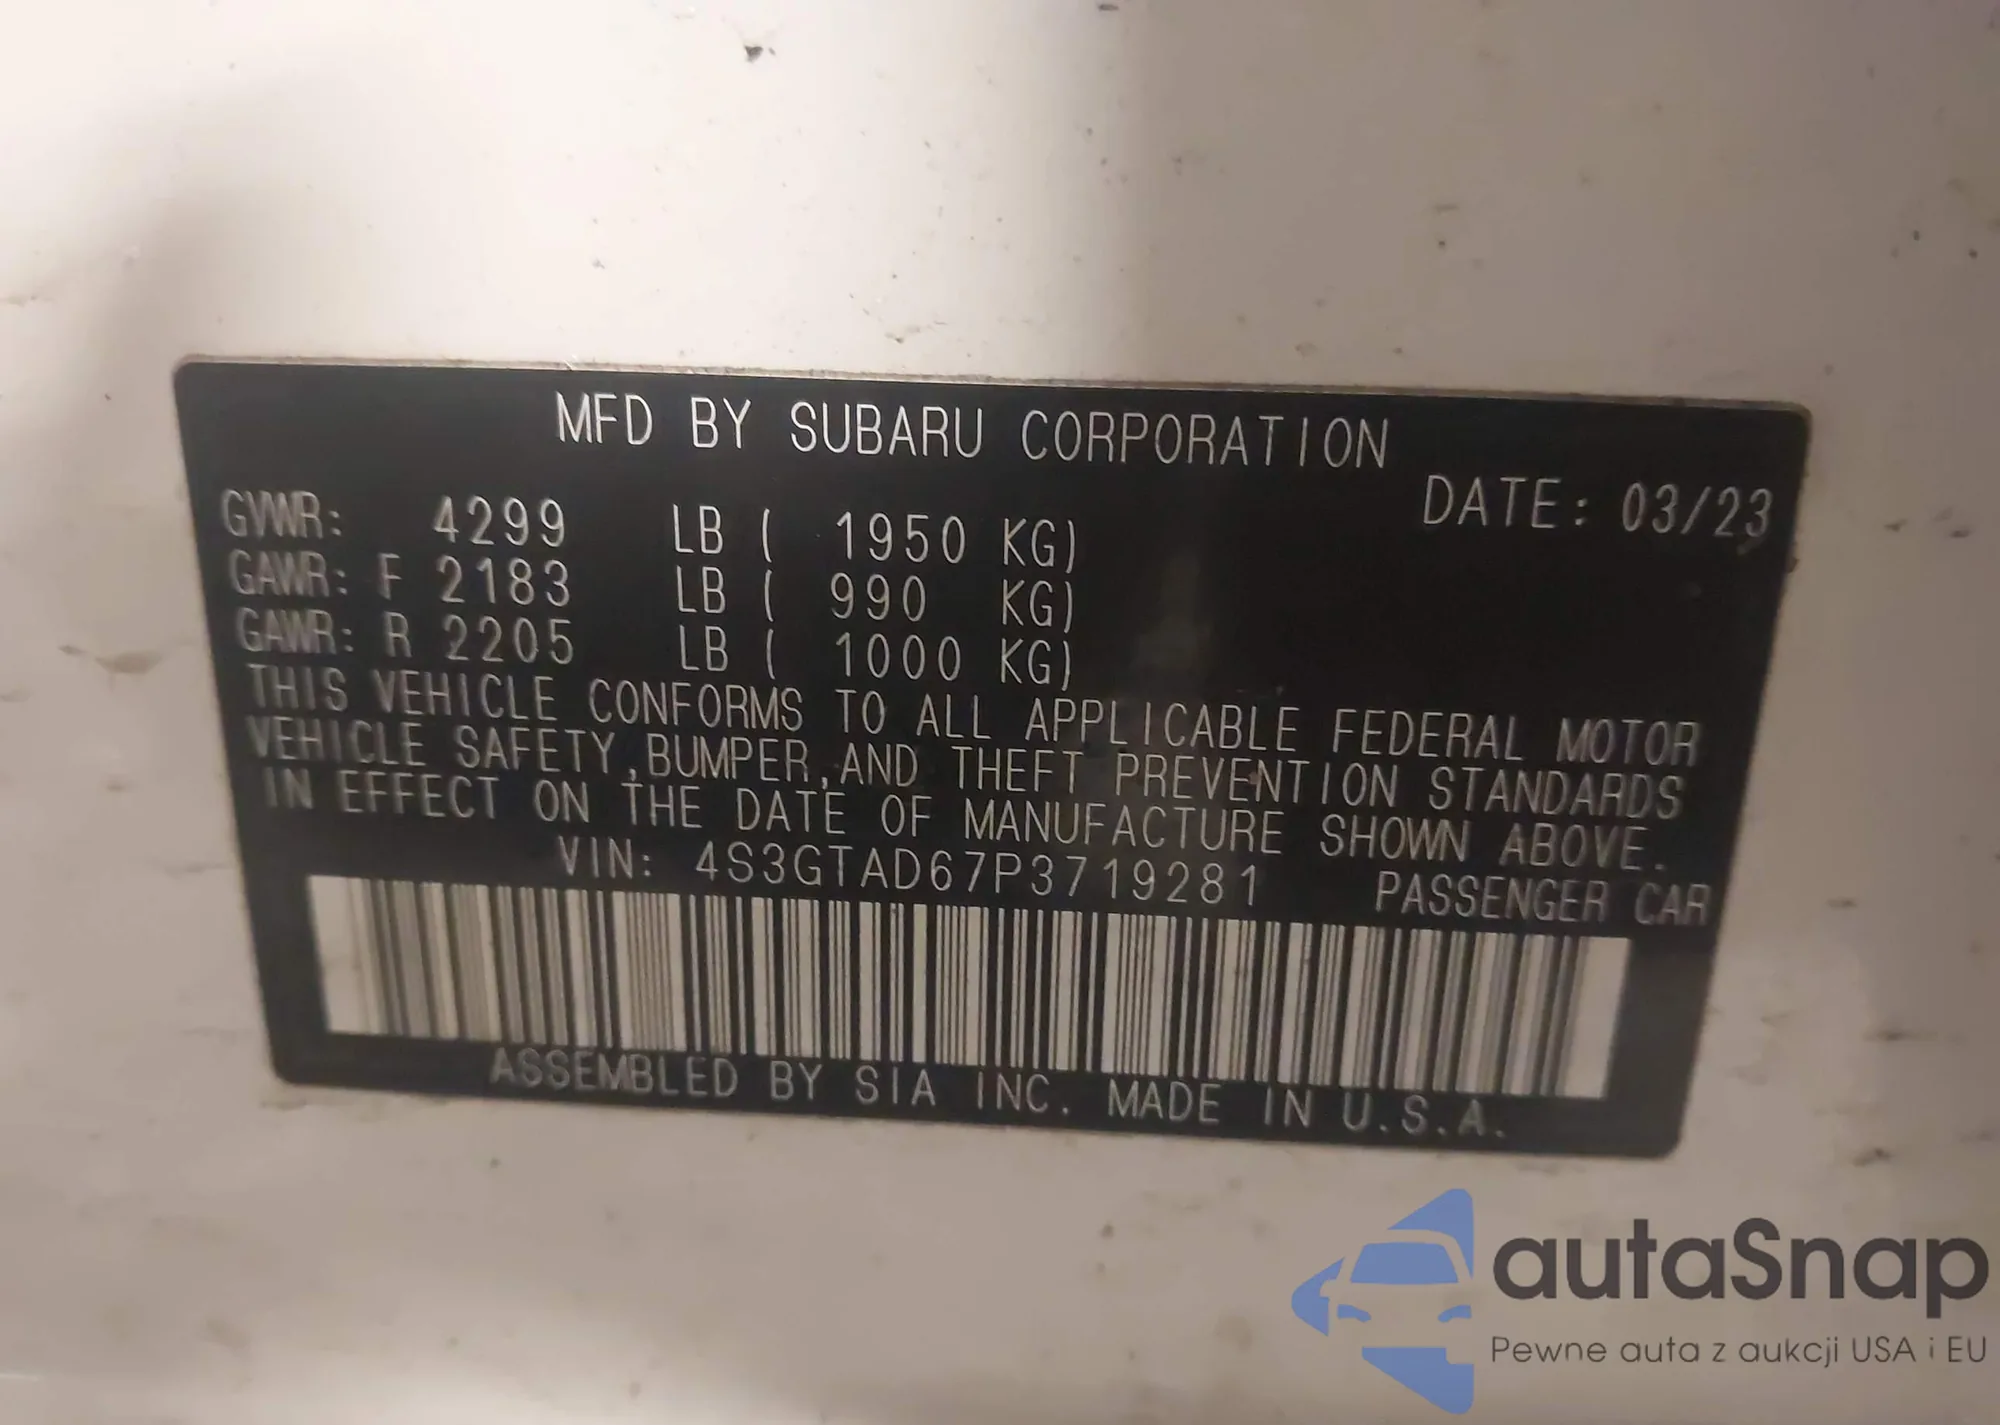 MFD BY SUBARU CORPORATION
DATE: 03/23
GVWR: 4299 LB ( 1950 KG)
GAWR: F 2183 LB ( 990 KG)
GAWR: R 2205 LB ( 1000 KG)
THIS VEHICLE CONFORMS TO ALL APPLICABLE FEDERAL MOTOR
VEHICLE SAFETY,BUMPER,AND THEFT PREVENTION STANDARDS
IN EFFECT ON THE DATE OF MANUFACTURE SHOWN ABOVE.
VIN: 4S3GTAD67P3719281 PASSENGER CAR
ASSEMBLED BY SIA INC. MADE IN U.S.A.
autaSnap
Pewne auta z aukcji USA i EU